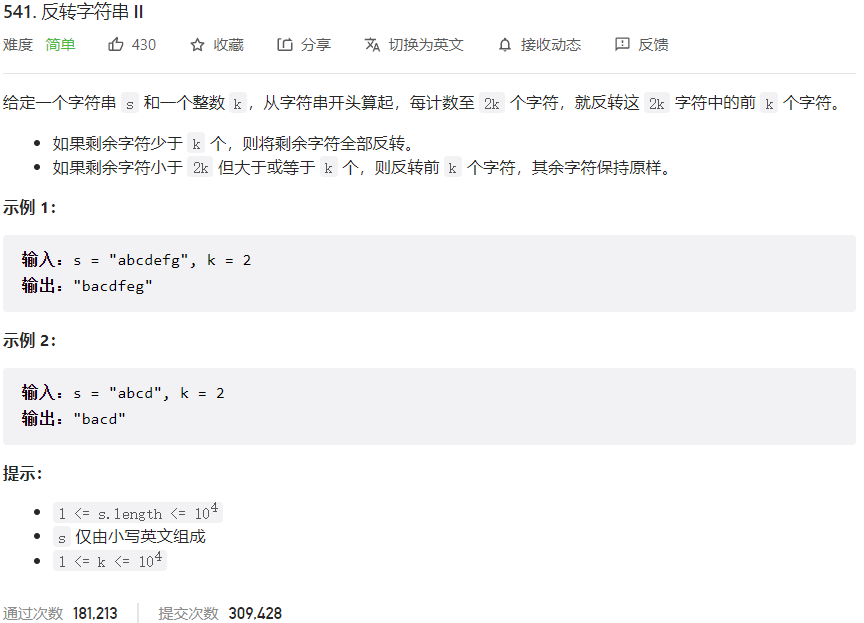 541. 反转字符串 II
难度 简单 430 收藏 分享 切换为英文 接收动态 反馈
给定一个字符串 s 和一个整数 k，从字符串开头算起，每计数至 2k 个字符，就反转这 2k 字符中的前 k 个字符。
如果剩余字符少于 k 个，则将剩余字符全部反转。
如果剩余字符小于 2k 但大于或等于 k 个，则反转前 k 个字符，其余字符保持原样。
示例 1：
输入：s = "abcdefg", k = 2
输出："bacdfeg"
示例 2：
输入：s = "abcd", k = 2
输出："bacd"
提示：
1 <= s.length <= 10⁴
s 仅由小写英文组成
1 <= k <= 10⁴
通过次数 181,213 提交次数 309,428